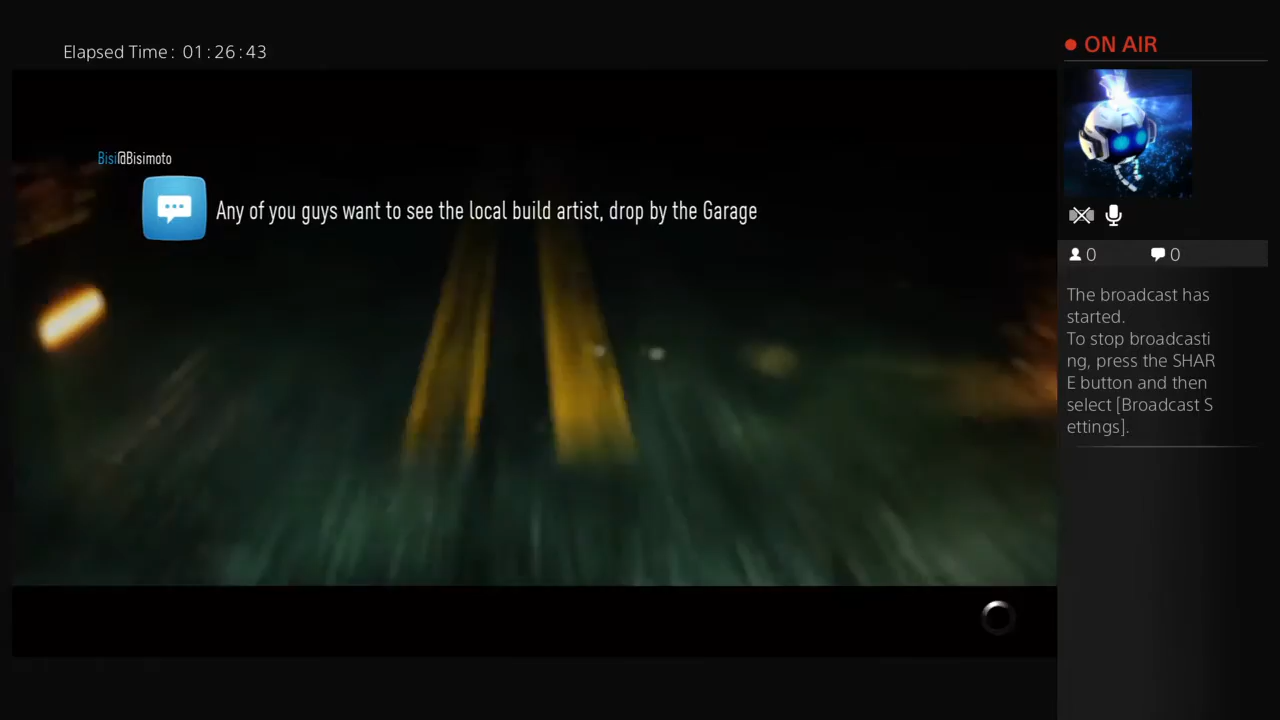 Elapsed Time: 01:26:43
ON AIR
Bisi@Bisimoto
Any of you guys want to see the local build artist, drop by the Garage
0 0
The broadcast has
started.
To stop broadcasti
ng, press the SHAR
E button and then
select [Broadcast S
ettings].